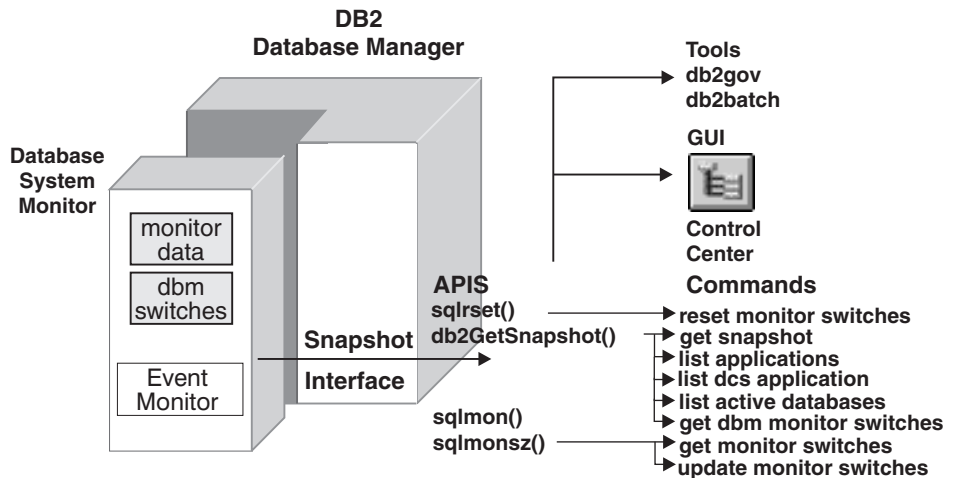 DB2
Database Manager
Database
System
Monitor
monitor
data
dbm
switches
Event
Monitor
Snapshot
Interface
APIS
sqlrset()
db2GetSnapshot()
sqlmon()
sqlmonsz()
Tools
db2gov
db2batch
GUI
Control
Center
Commands
reset monitor switches
get snapshot
list applications
list dcs application
list active databases
get dbm monitor switches
get monitor switches
update monitor switches